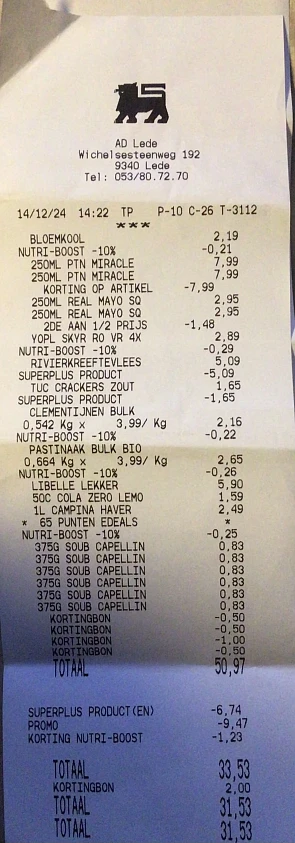 AD Lede
Wichelsesteenweg 192
9340 Lede
Tel: 053/80.72.70
14/12/24 14:22 TP P-10 C-26 T-3112
***
BLOEMKOOL 2,19
NUTRI-BOOST -10% -0,21
250ML PTN MIRACLE 7,99
250ML PTN MIRACLE 7,99
KORTING OP ARTIKEL -7,99
250ML REAL MAYO SQ 2,95
250ML REAL MAYO SQ 2,95
2DE AAN 1/2 PRIJS -1,48
YOPL SKYR RO VR 4X 2,89
NUTRI-BOOST -10% -0,29
RIVIERKREEFTEVLEES 5,09
SUPERPLUS PRODUCT -5,09
TUC CRACKERS ZOUT 1,65
SUPERPLUS PRODUCT -1,65
CLEMENTIJNEN BULK
0,542 Kg x 3,99/ Kg 2,16
NUTRI-BOOST -10% -0,22
PASTINAAK BULK BIO
0,664 Kg x 3,99/ Kg 2,65
NUTRI-BOOST -10% -0,26
LIBELLE LEKKER 5,90
50C COLA ZERO LEMO 1,59
1L CAMPINA HAVER 2,49
* 65 PUNTEN EDEALS *
NUTRI-BOOST -10% -0,25
375G SOUB CAPELLIN 0,83
375G SOUB CAPELLIN 0,83
375G SOUB CAPELLIN 0,83
375G SOUB CAPELLIN 0,83
375G SOUB CAPELLIN 0,83
375G SOUB CAPELLIN 0,83
KORTINGBON -0,50
KORTINGBON -0,50
KORTINGBON -1,00
KORTINGBON -0,50
TOTAAL 50,97
SUPERPLUS PRODUCT(EN) -6,74
PROMO -9,47
KORTING NUTRI-BOOST -1,23
TOTAAL 33,53
KORTINGBON 2,00
TOTAAL 31,53
TOTAAL 31,53